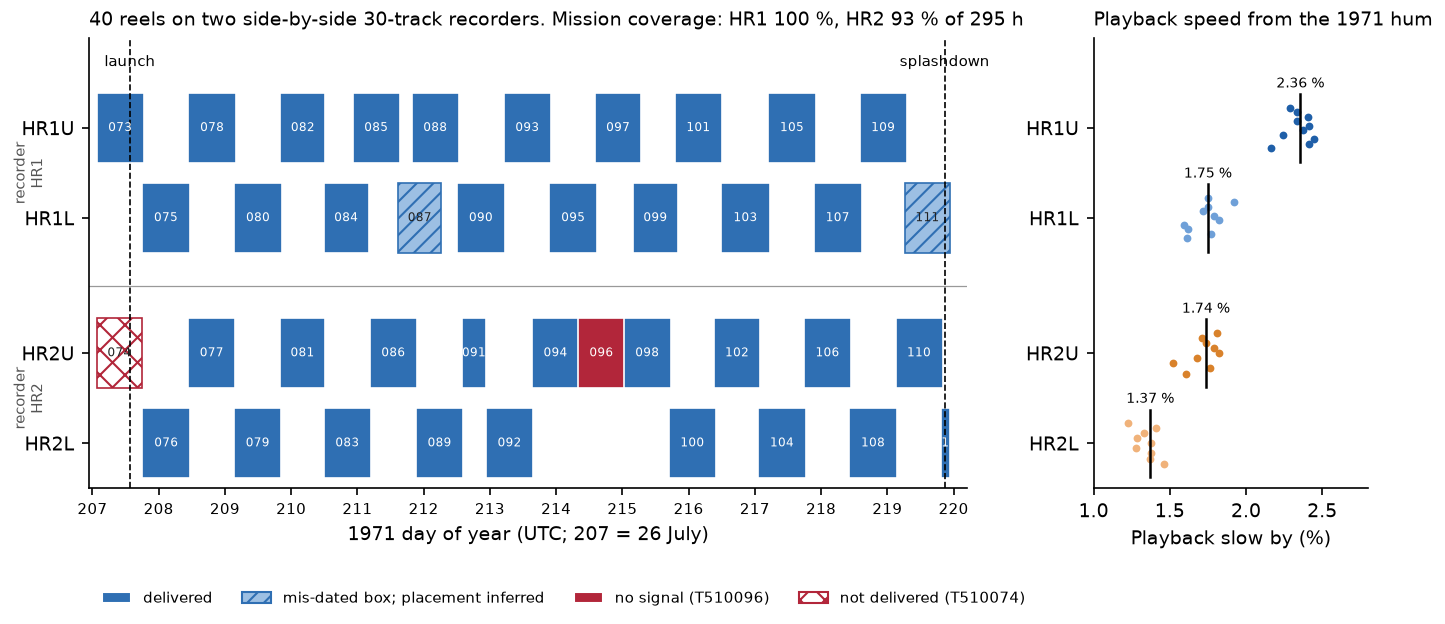 40 reels on two side-by-side 30-track recorders. Mission coverage: HR1 100 %, HR2 93 % of 295 h
launch
splashdown
recorder
HR1
HR1U
073
078
082
085
088
093
097
101
105
109
HR1L
075
080
084
087
090
095
099
103
107
111
recorder
HR2
HR2U
074
077
081
086
091
094
096
098
102
106
110
HR2L
076
079
083
089
092
100
104
108
207 208 209 210 211 212 213 214 215 216 217 218 219 220
1971 day of year (UTC; 207 = 26 July)
delivered
mis-dated box; placement inferred
no signal (T510096)
not delivered (T510074)
Playback speed from the 1971 hum
2.36 %
HR1U
1.75 %
HR1L
1.74 %
HR2U
1.37 %
HR2L
1.0 1.5 2.0 2.5
Playback slow by (%)